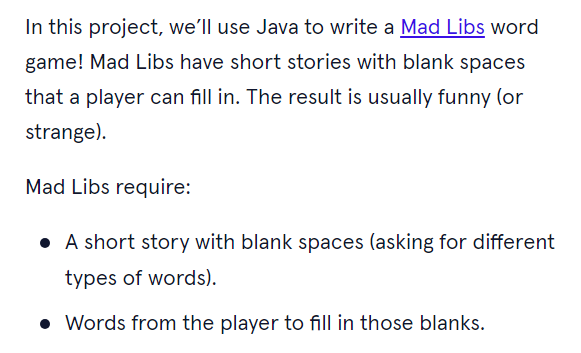 In this project, we’ll use Java to write a Mad Libs word
game! Mad Libs have short stories with blank spaces
that a player can fill in. The result is usually funny (or
strange).
Mad Libs require:
● A short story with blank spaces (asking for different
types of words).
● Words from the player to fill in those blanks.